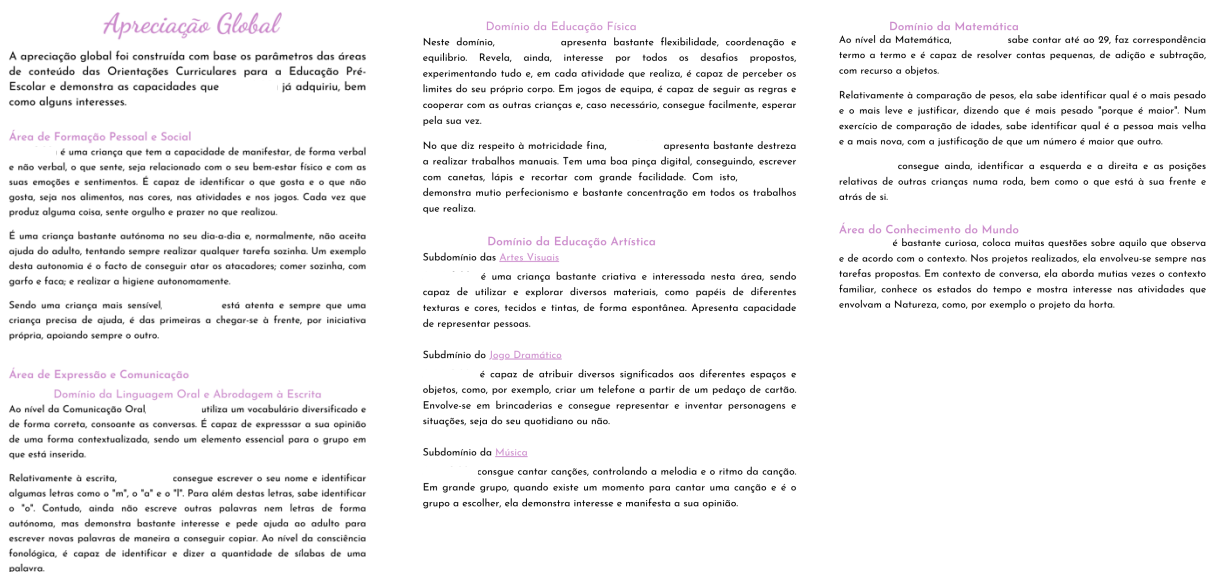 Apreciação Global
A apreciação global foi construída com base os parâmetros das áreas
de conteúdo das Orientações Curriculares para a Educação Pré-
Escolar e demonstra as capacidades que já adquiriu, bem
como alguns interesses.
Área de Formação Pessoal e Social
é uma criança que tem a capacidade de manifestar, de forma verbal
e não verbal, o que sente, seja relacionado com o seu bem-estar físico e com as
suas emoções e sentimentos. É capaz de identificar o que gosta e o que não
gosta, seja nos alimentos, nas cores, nas atividades e nos jogos. Cada vez que
produz alguma coisa, sente orgulho e prazer no que realizou.
É uma criança bastante autónoma no seu dia-a-dia e, normalmente, não aceita
ajuda do adulto, tentando sempre realizar qualquer tarefa sozinha. Um exemplo
desta autonomia é o facto de conseguir atar os atacadores; comer sozinha, com
garfo e faca; e realizar a higiene autonomamente.
Sendo uma criança mais sensível, está atenta e sempre que uma
criança precisa de ajuda, é das primeiras a chegar-se à frente, por iniciativa
própria, apoiando sempre o outro.
Área de Expressão e Comunicação
Domínio da Linguagem Oral e Abordagem à Escrita
Ao nível da Comunicação Oral, utiliza um vocabulário diversificado e
de forma correta, consoante as conversas. É capaz de expresssar a sua opinião
de uma forma contextualizada, sendo um elemento essencial para o grupo em
que está inserida.
Relativamente à escrita, consegue escrever o seu nome e identificar
algumas letras como o "m", o "a" e o "l". Para além destas letras, sabe identificar
o "o". Contudo, ainda não escreve outras palavras nem letras de forma
autónoma, mas demonstra bastante interesse e pede ajuda ao adulto para
escrever novas palavras de maneira a conseguir copiar. Ao nível da consciência
fonológica, é capaz de identificar e dizer a quantidade de sílabas de uma
palavra.
Domínio da Educação Física
Neste domínio, apresenta bastante flexibilidade, coordenação e
equilibrio. Revela, ainda, interesse por todos os desafios propostos,
experimentando tudo e, em cada atividade que realiza, é capaz de perceber os
limites do seu próprio corpo. Em jogos de equipa, é capaz de seguir as regras e
cooperar com as outras crianças e, caso necessário, consegue facilmente, esperar
pela sua vez.
No que diz respeito à motricidade fina, apresenta bastante destreza
a realizar trabalhos manuais. Tem uma boa pinça digital, conseguindo, escrever
com canetas, lápis e recortar com grande facilidade. Com isto,
demonstra mutio perfecionismo e bastante concentração em todos os trabalhos
que realiza.
Domínio da Educação Artística
Subdomínio das Artes Visuais
é uma criança bastante criativa e interessada nesta área, sendo
capaz de utilizar e explorar diversos materiais, como papéis de diferentes
texturas e cores, tecidos e tintas, de forma espontânea. Apresenta capacidade
de representar pessoas.
Subdmínio do Jogo Dramático
é capaz de atribuir diversos significados aos diferentes espaços e
objetos, como, por exemplo, criar um telefone a partir de um pedaço de cartão.
Envolve-se em brincaderias e consegue representar e inventar personagens e
situações, seja do seu quotidiano ou não.
Subdomínio da Música
consgue cantar canções, controlando a melodia e o ritmo da canção.
Em grande grupo, quando existe um momento para cantar uma canção e é o
grupo a escolher, ela demonstra interesse e manifesta a sua opinião.
Domínio da Matemática
Ao nível da Matemática, sabe contar até ao 29, faz correspondência
termo a termo e é capaz de resolver contas pequenas, de adição e subtração,
com recurso a objetos.
Relativamente à comparação de pesos, ela sabe identificar qual é o mais pesado
e o mais leve e justificar, dizendo que é mais pesado "porque é maior". Num
exercício de comparação de idades, sabe identificar qual é a pessoa mais velha
e a mais nova, com a justificação de que um número é maior que outro.
consegue ainda, identificar a esquerda e a direita e as posições
relativas de outras crianças numa roda, bem como o que está à sua frente e
atrás de si.
Área do Conhecimento do Mundo
é bastante curiosa, coloca muitas questões sobre aquilo que observa
e de acordo com o contexto. Nos projetos realizados, ela envolveu-se sempre nas
tarefas propostas. Em contexto de conversa, ela aborda mutias vezes o contexto
familiar, conhece os estados do tempo e mostra interesse nas atividades que
envolvam a Natureza, como, por exemplo o projeto da horta.